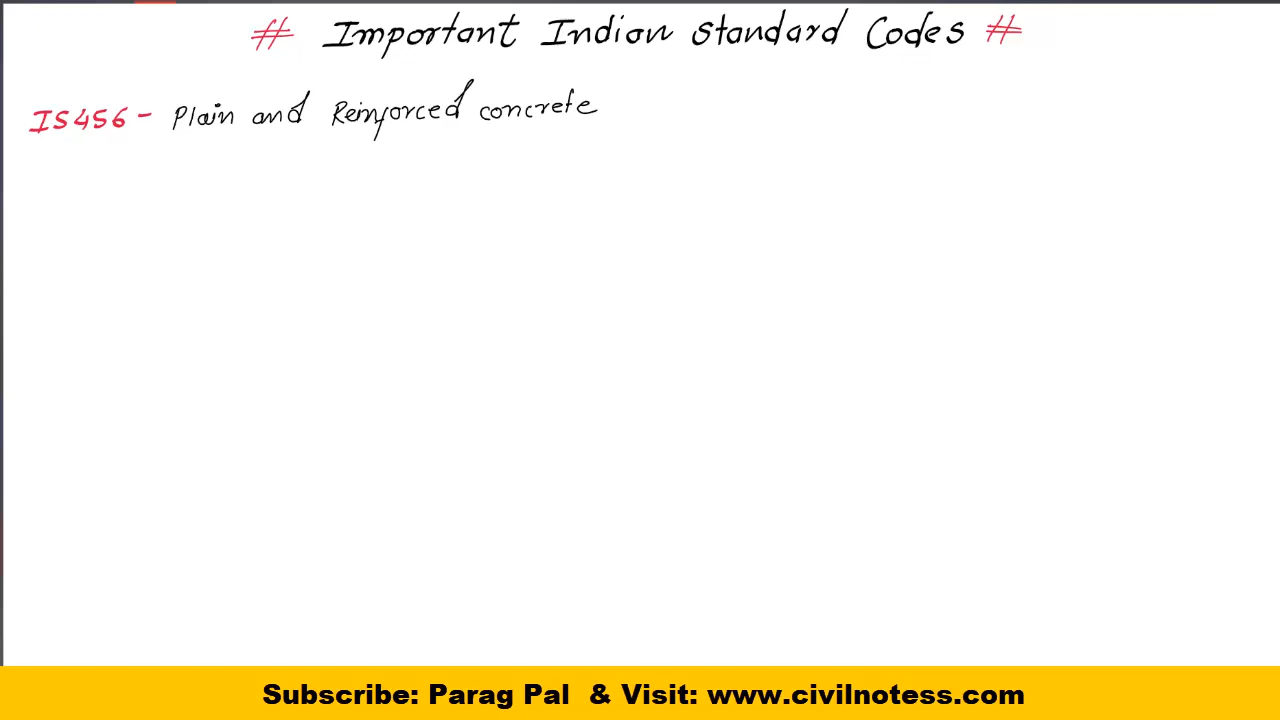 # Important Indian Standard Codes #
IS456 - Plain and Reinforced concrete
Subscribe: Parag Pal & Visit: www.civilnotess.com